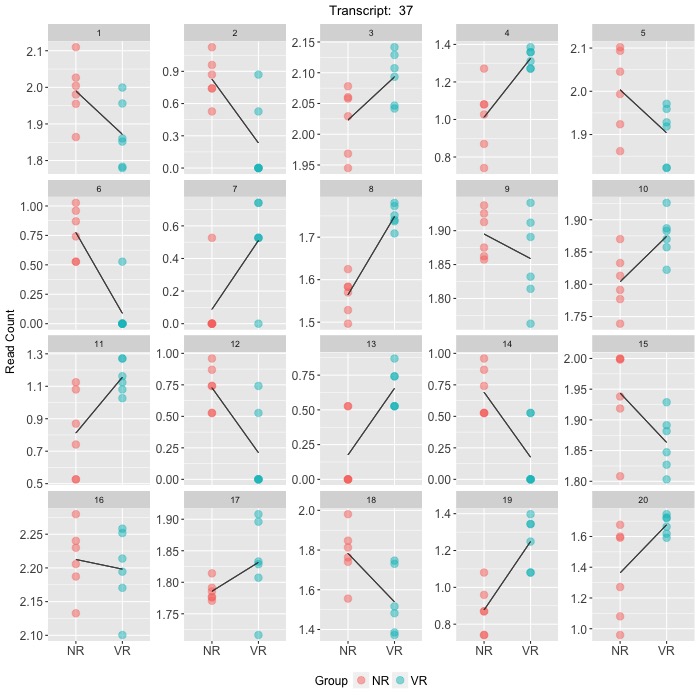 Transcript: 37
1 2 3 4 5
2.1 2.0 1.9 1.8
0.9 0.6 0.3 0.0
2.15 2.10 2.05 2.00 1.95
1.4 1.2 1.0 0.8
2.1 2.0 1.9
6 7 8 9 10
1.00 0.75 0.50 0.25 0.00
0.6 0.4 0.2 0.0
1.7 1.6 1.5
1.90 1.85 1.80
1.90 1.85 1.80 1.75
Read Count
11 12 13 14 15
1.3 1.1 0.9 0.7 0.5
1.00 0.75 0.50 0.25 0.00
0.75 0.50 0.25 0.00
1.00 0.75 0.50 0.25 0.00
2.00 1.95 1.90 1.85 1.80
16 17 18 19 20
2.25 2.20 2.15 2.10
1.90 1.85 1.80 1.75
2.0 1.8 1.6 1.4
1.4 1.2 1.0 0.8
1.6 1.4 1.2 1.0
NR VR NR VR NR VR NR VR NR VR
Group NR VR